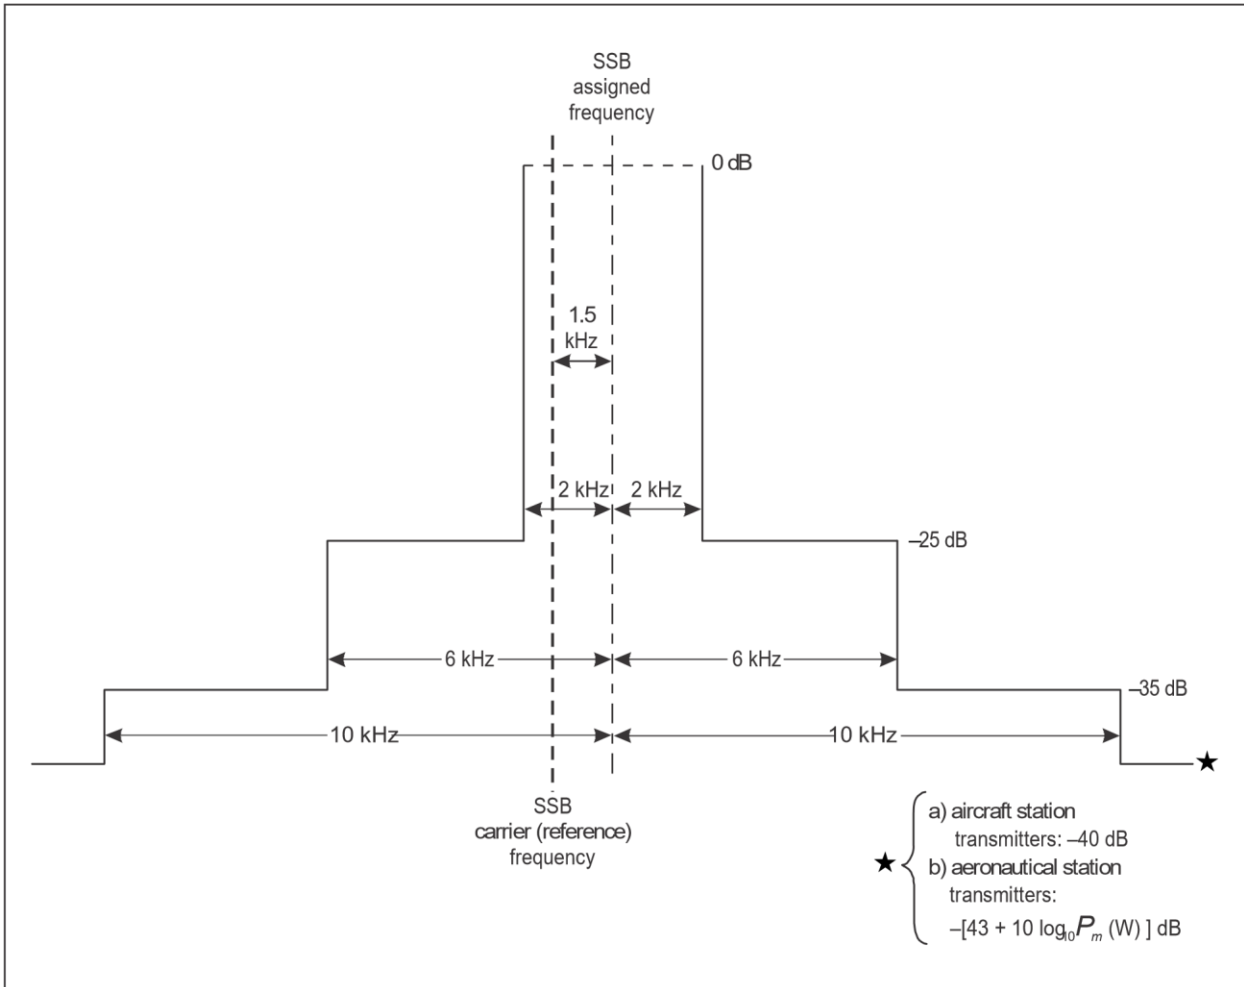 SSB
assigned
frequency
0 dB
1.5
kHz
2 kHz 2 kHz
–25 dB
6 kHz 6 kHz
–35 dB
10 kHz 10 kHz
★
SSB
carrier (reference)
frequency
a) aircraft station
transmitters: –40 dB
★
b) aeronautical station
transmitters:
–[43 + 10 log₁₀Pₘ (W) ] dB